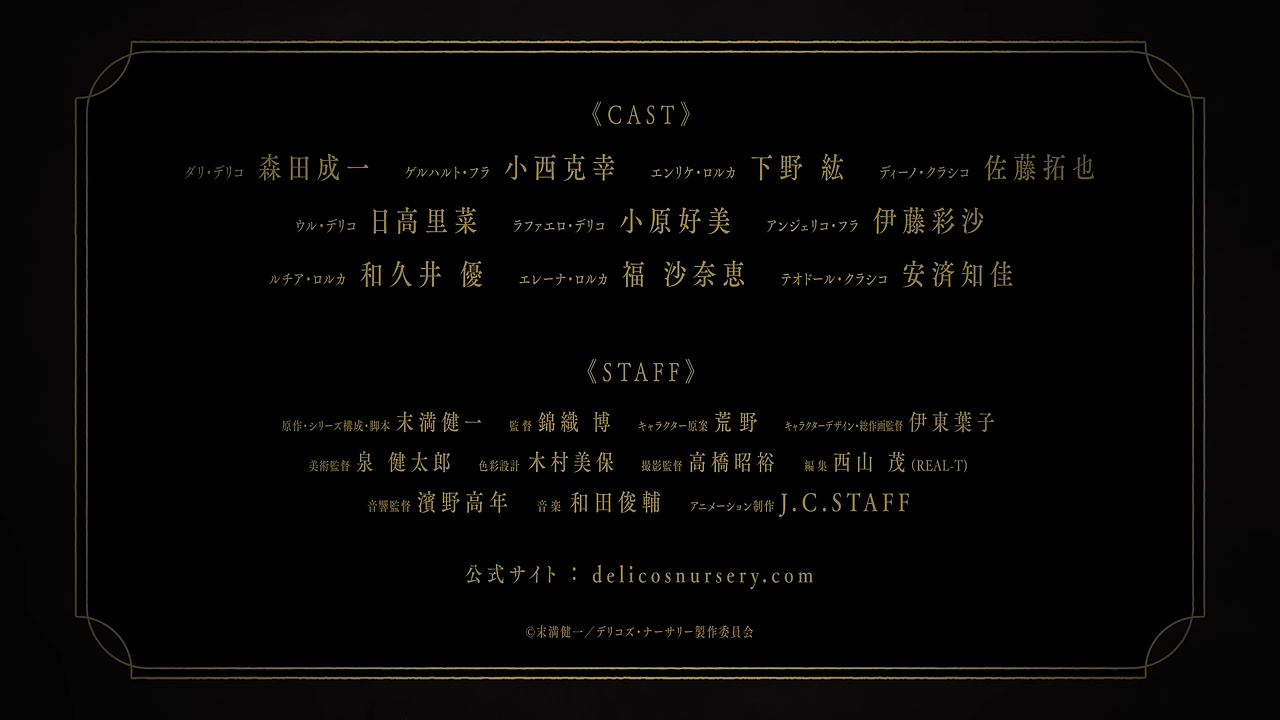 《CAST》
ダリ・デリコ 森田成一 ゲルハルト・フラ 小西克幸 エンリケ・ロルカ 下野 紘 ディーノ・クラシコ 佐藤拓也
ウル・デリコ 日高里菜 ラファエロ・デリコ 小原好美 アンジェリコ・フラ 伊藤彩沙
ルチア・ロルカ 和久井 優 エレーナ・ロルカ 福 沙奈恵 テオドール・クラシコ 安済知佳
《STAFF》
原作・シリーズ構成・脚本 末満健一 監督 錦織 博 キャラクター原案 荒野 キャラクターデザイン・総作画監督 伊東葉子
美術監督 泉 健太郎 色彩設計 木村美保 撮影監督 高橋昭裕 編集 西山 茂(REAL-T)
音響監督 濱野高年 音楽 和田俊輔 アニメーション制作 J.C.STAFF
公式サイト : delicosnursery.com
©末満健一/デリコズ・ナーサリー製作委員会